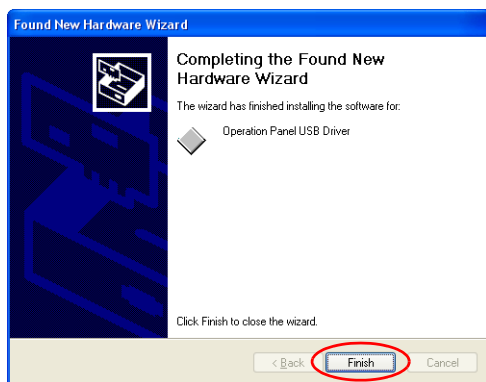 Found New Hardware Wizard
Completing the Found New
Hardware Wizard
The wizard has finished installing the software for:
Operation Panel USB Driver
Click Finish to close the wizard.
< Back
Finish
Cancel